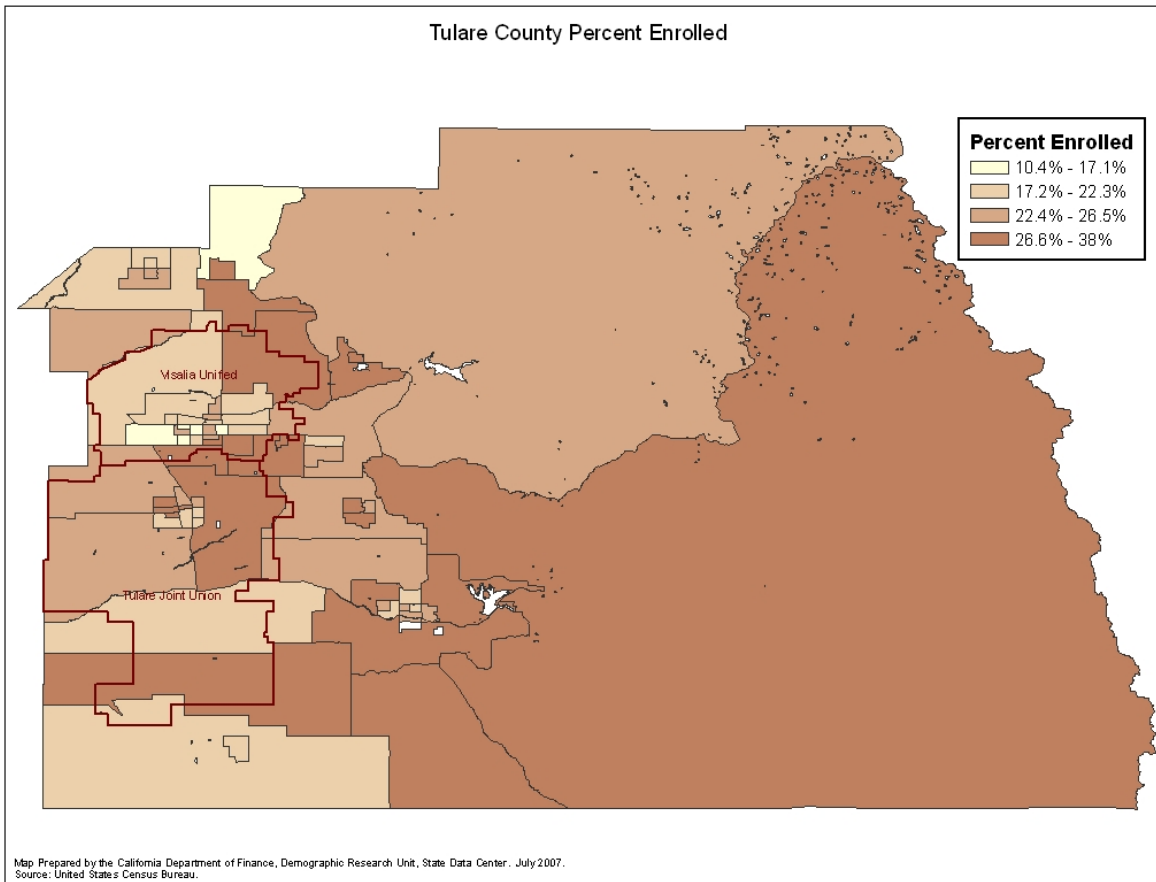 Tulare County Percent Enrolled
Percent Enrolled
10.4% - 17.1%
17.2% - 22.3%
22.4% - 26.5%
26.6% - 38%
Visalia Unified
Tulare Joint Union
Map Prepared by the California Department of Finance, Demographic Research Unit, State Data Center. July 2007.
Source: United States Census Bureau.